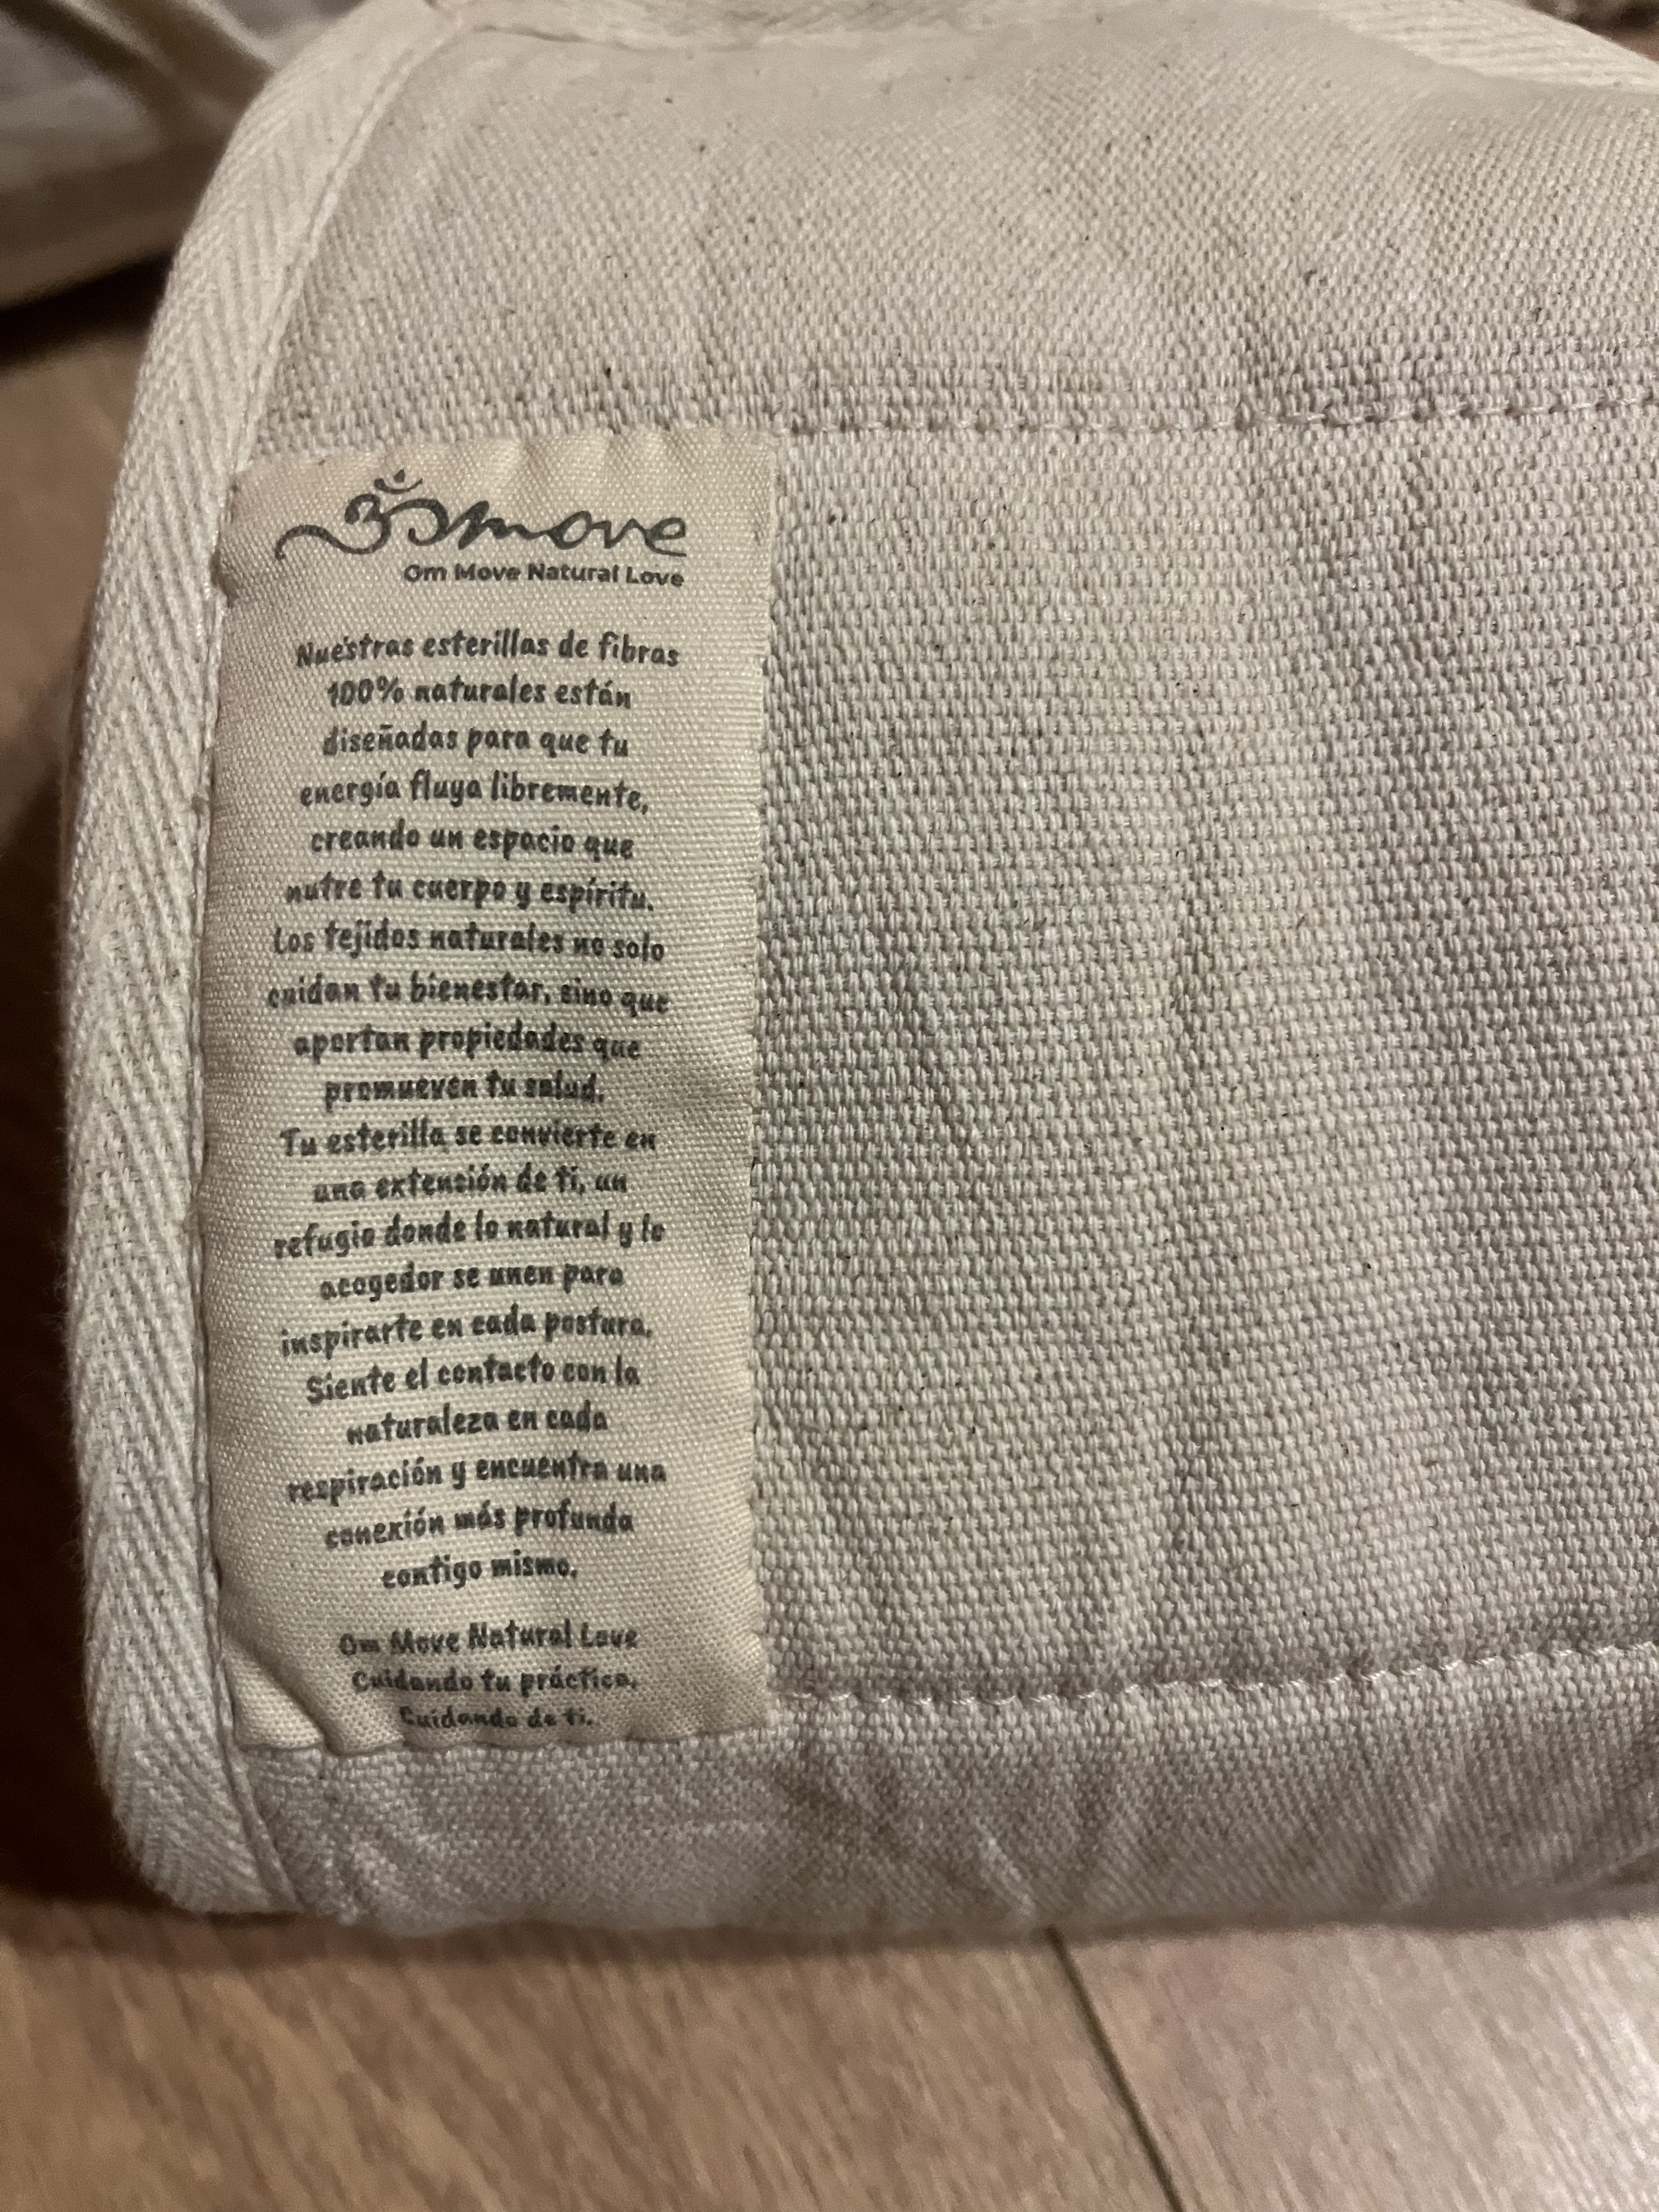 ॐmove
Om Move Natural Love
Nuestras esterillas de fibras
100% naturales están
diseñadas para que tu
energía fluya libremente,
creando un espacio que
nutre tu cuerpo y espíritu.
Los tejidos naturales no solo
cuidan tu bienestar, sino que
aportan propiedades que
promueven tu salud.
Tu esterilla se convierte en
una extensión de ti, un
refugio donde lo natural y lo
acogedor se unen para
inspirarte en cada postura.
Siente el contacto con la
naturaleza en cada
respiración y encuentra una
conexión más profunda
contigo mismo.
Om Move Natural Love
Cuidando tu práctica.
Cuidando de ti.